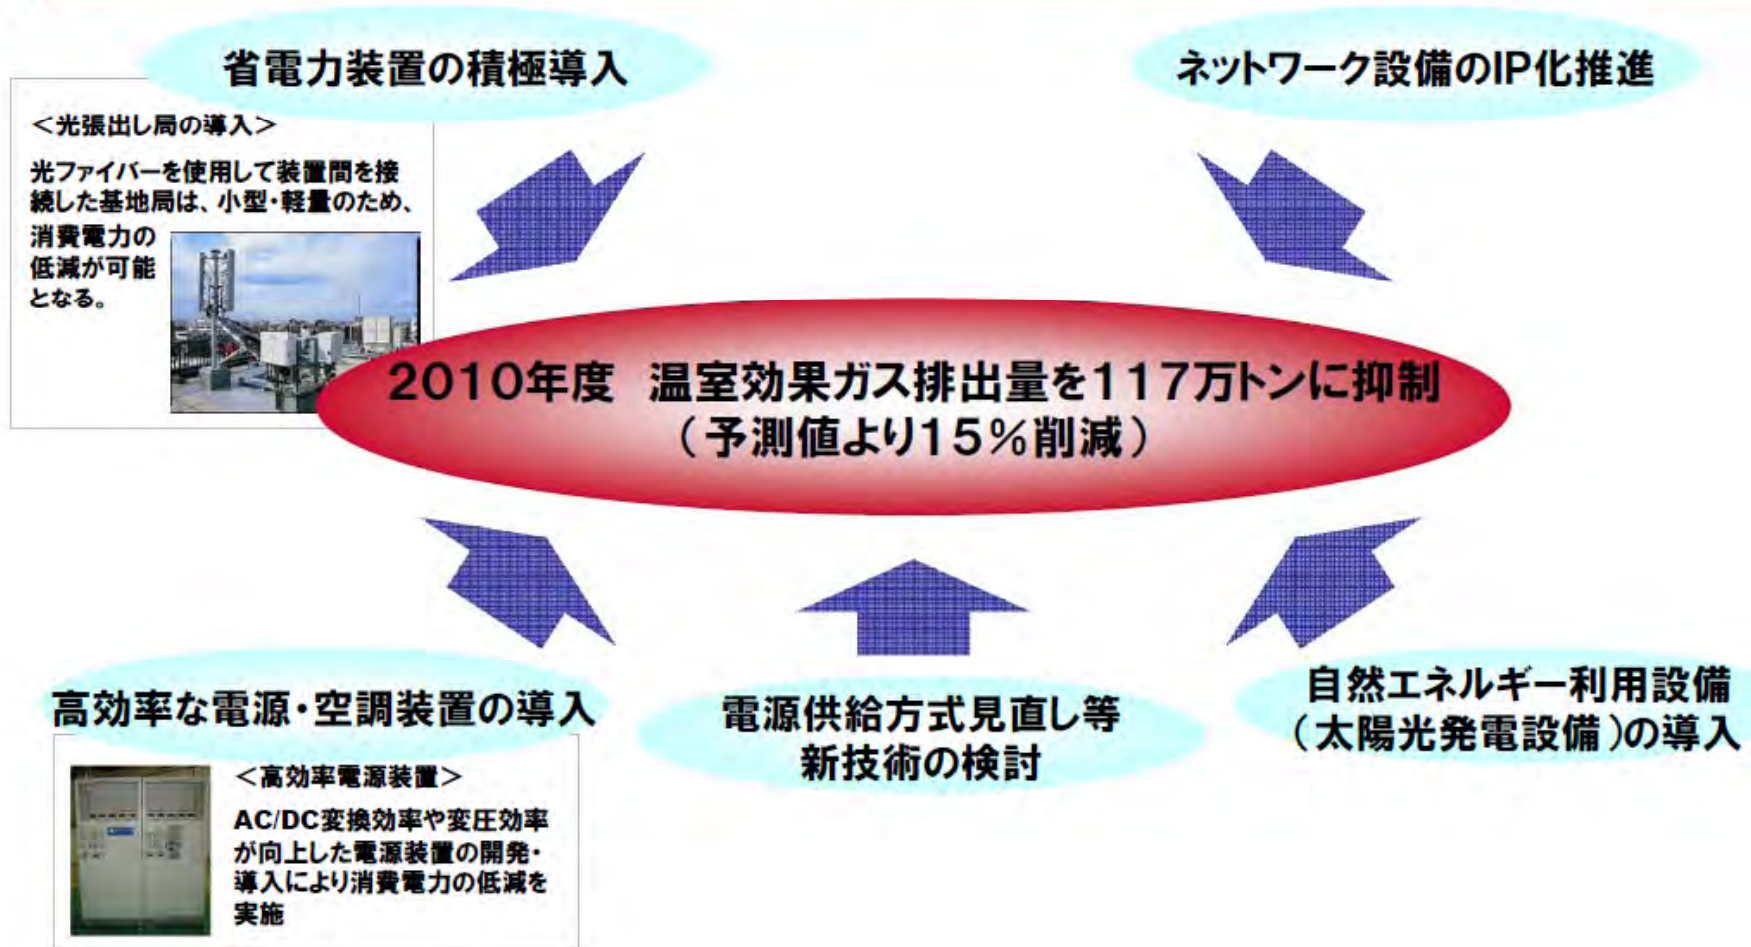 省電力装置の積極導入
ネットワーク設備のIP化推進
＜光張出し局の導入＞
光ファイバーを使用して装置間を接
続した基地局は、小型・軽量のため、
消費電力の
低減が可能
となる。
2010年度　温室効果ガス排出量を117万トンに抑制
（予測値より15％削減）
高効率な電源・空調装置の導入
＜高効率電源装置＞
AC/DC変換効率や変圧効率
が向上した電源装置の開発・
導入により消費電力の低減を
実施
電源供給方式見直し等
新技術の検討
自然エネルギー利用設備
（太陽光発電設備）の導入